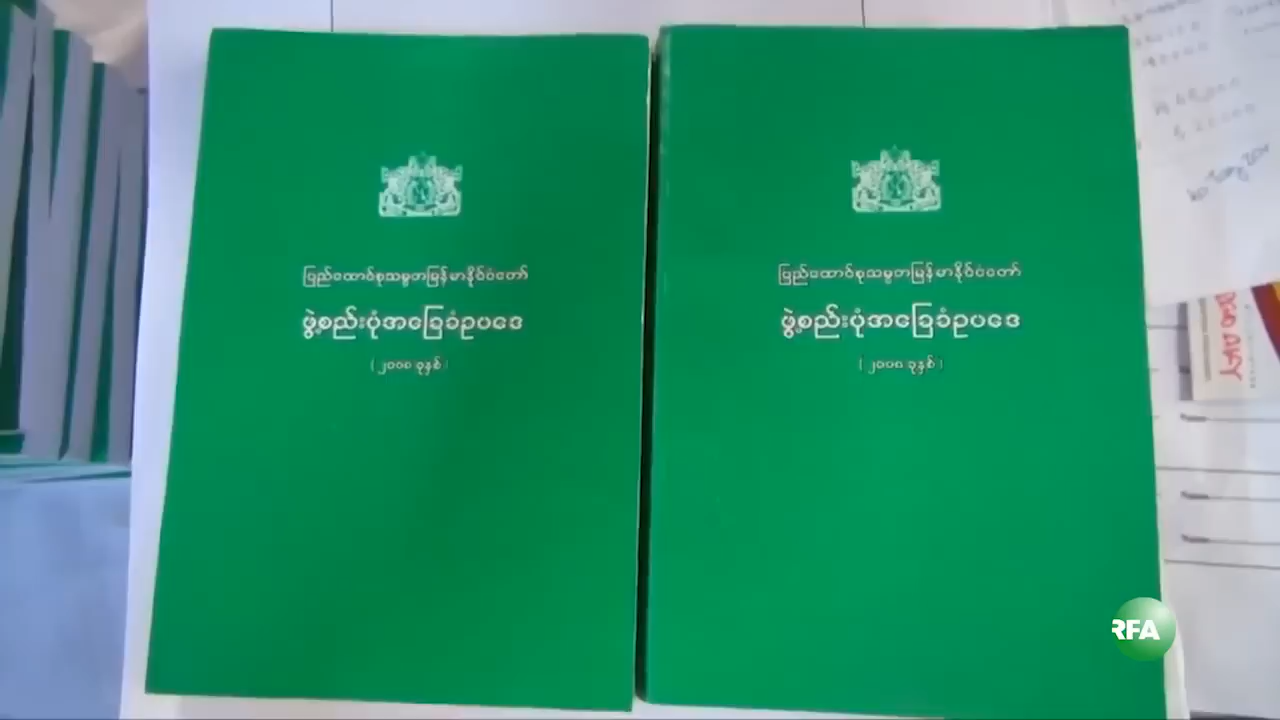 ပြည်ထောင်စုသမ္မတမြန်မာနိုင်ငံတော်
ဖွဲ့စည်းပုံအခြေခံဥပဒေ
(၂၀၀၈ ခုနှစ်)
ပြည်ထောင်စုသမ္မတမြန်မာနိုင်ငံတော်
ဖွဲ့စည်းပုံအခြေခံဥပဒေ
(၂၀၀၈ ခုနှစ်)
RFA